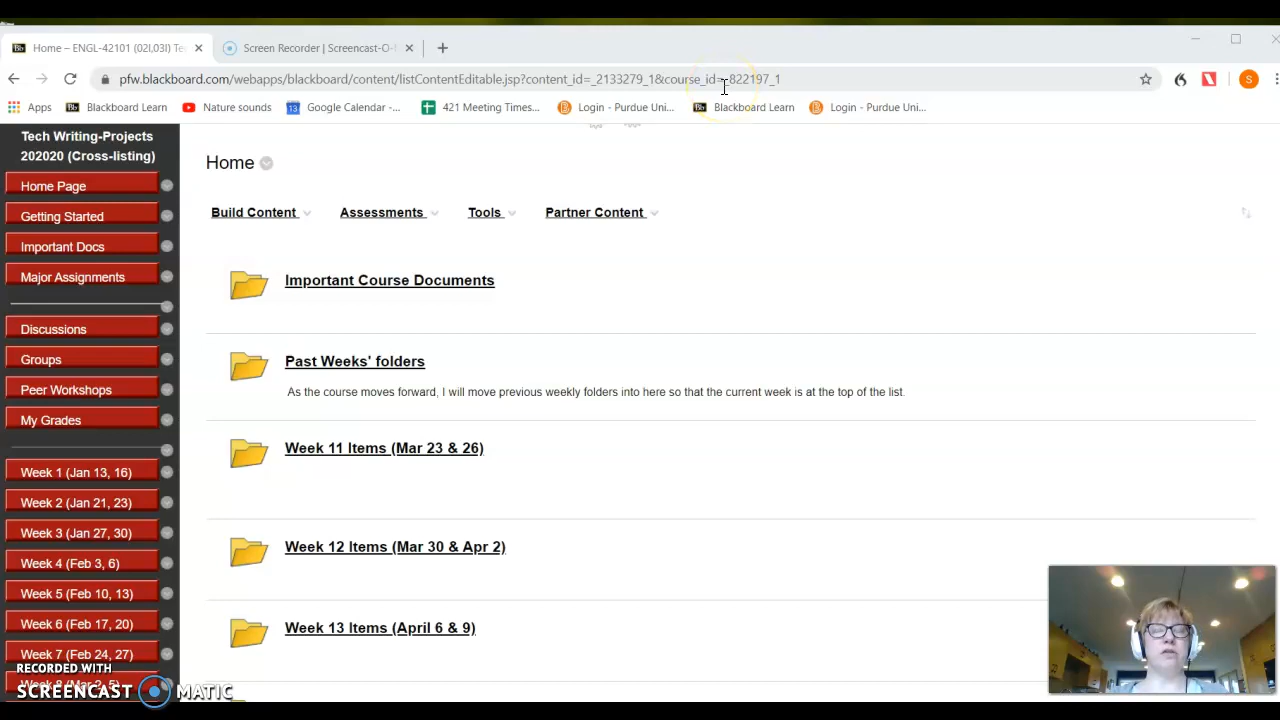 Home – ENGL-42101 (02I,03I) Te
Screen Recorder | Screencast-O-
pfw.blackboard.com/webapps/blackboard/content/listContentEditable.jsp?content_id=_2133279_1&course_id=_822197_1
S
Apps
Blackboard Learn
Nature sounds
Google Calendar -...
421 Meeting Times...
Login - Purdue Uni...
Blackboard Learn
Login - Purdue Uni...
Tech Writing-Projects
202020 (Cross-listing)
Home Page
Getting Started
Important Docs
Major Assignments
Discussions
Groups
Peer Workshops
My Grades
Week 1 (Jan 13, 16)
Week 2 (Jan 21, 23)
Week 3 (Jan 27, 30)
Week 4 (Feb 3, 6)
Week 5 (Feb 10, 13)
Week 6 (Feb 17, 20)
Week 7 (Feb 24, 27)
Week 8 (Mar 2, 5)
Home
Build Content
Assessments
Tools
Partner Content
Important Course Documents
Past Weeks' folders
As the course moves forward, I will move previous weekly folders into here so that the current week is at the top of the list.
Week 11 Items (Mar 23 & 26)
Week 12 Items (Mar 30 & Apr 2)
Week 13 Items (April 6 & 9)
RECORDED WITH
SCREENCAST MATIC